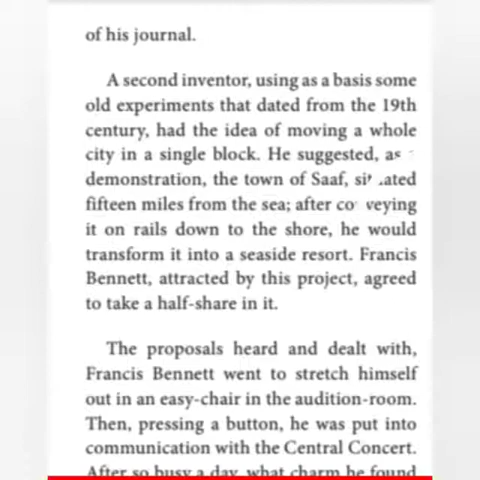 of his journal.
A second inventor, using as a basis some
old experiments that dated from the 19th
century, had the idea of moving a whole
city in a single block. He suggested, as
demonstration, the town of Saaf,
fifteen miles from the sea; after
it on rails down to the shore, he would
transform it into a seaside resort. Francis
Bennett, attracted by this project, agreed
to take a half-share in it.
The proposals heard and dealt with,
Francis Bennett went to stretch himself
out in an easy-chair in the audition-room.
Then, pressing a button, he was put into
communication with the Central Concert.
After so busy a day, what charm he found